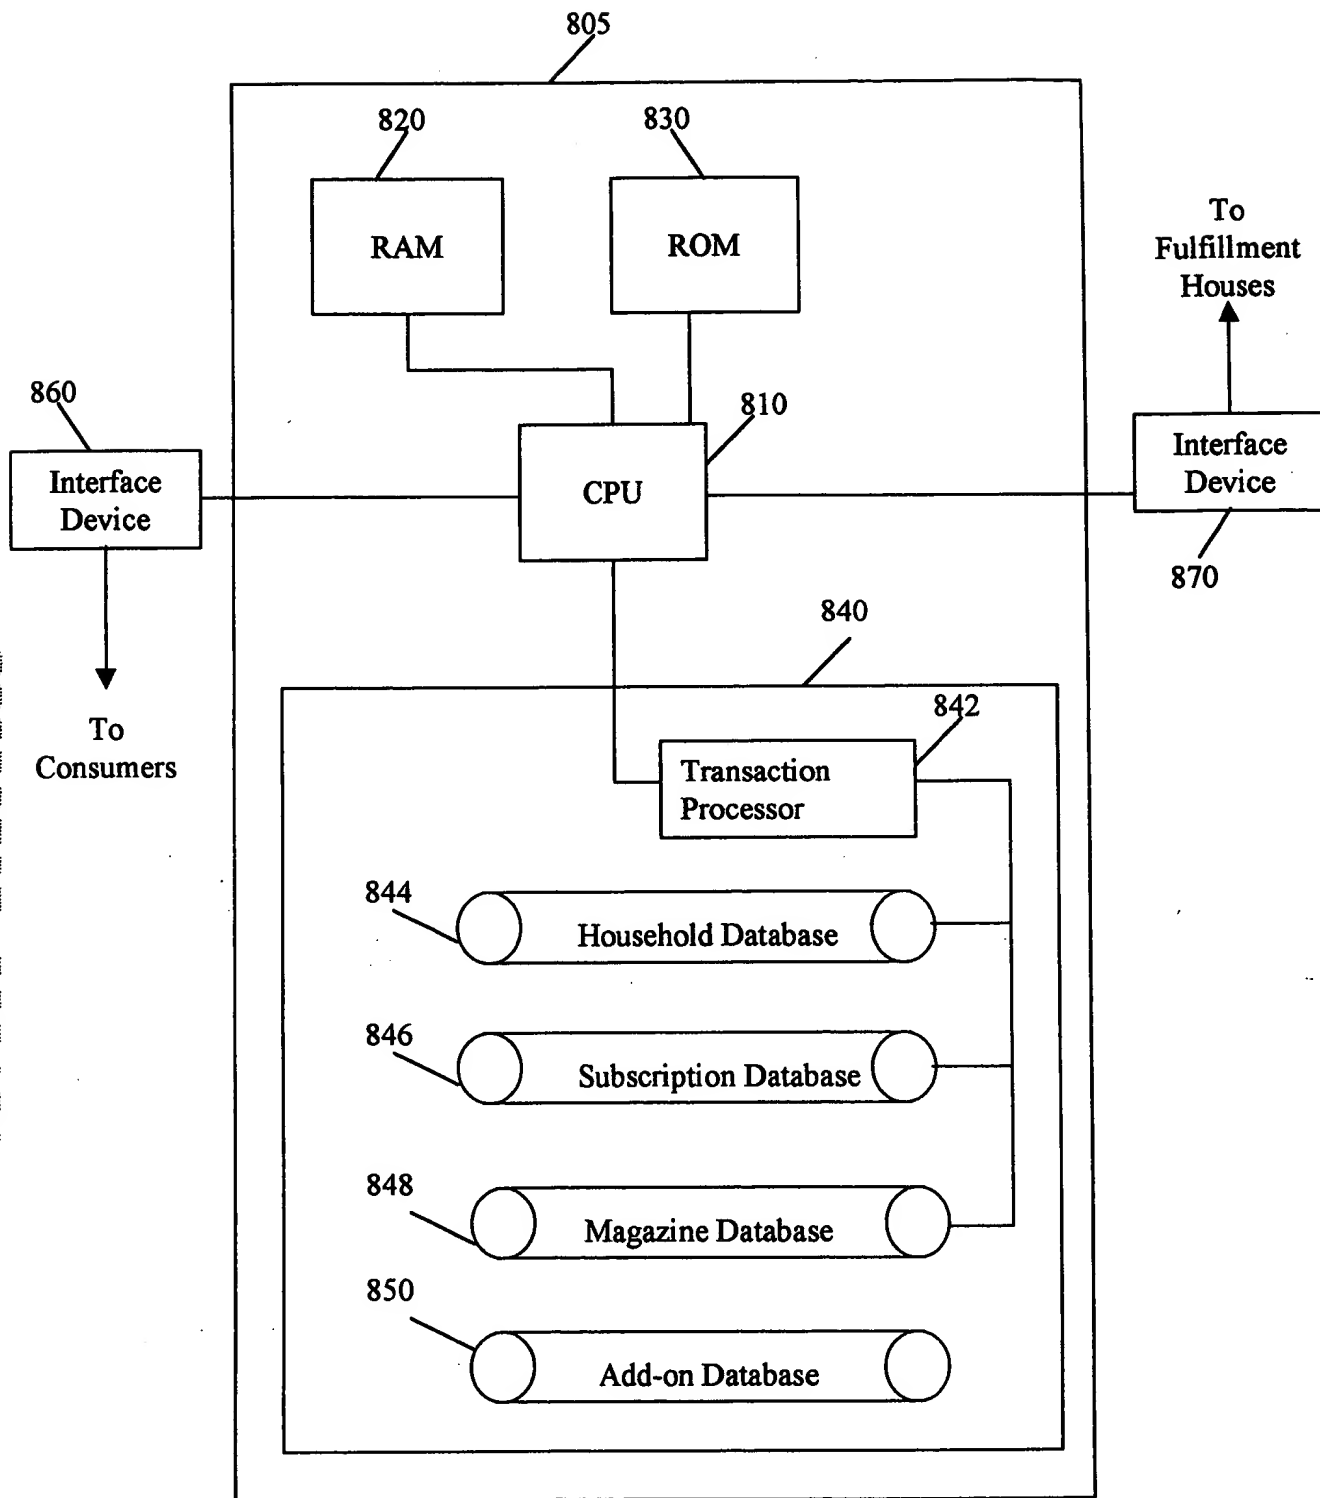 805
820
830
RAM
ROM
To
Fulfillment
Houses
860
810
Interface
Device
CPU
Interface
Device
870
840
To
Consumers
842
Transaction
Processor
844
Household Database
846
Subscription Database
848
Magazine Database
850
Add-on Database